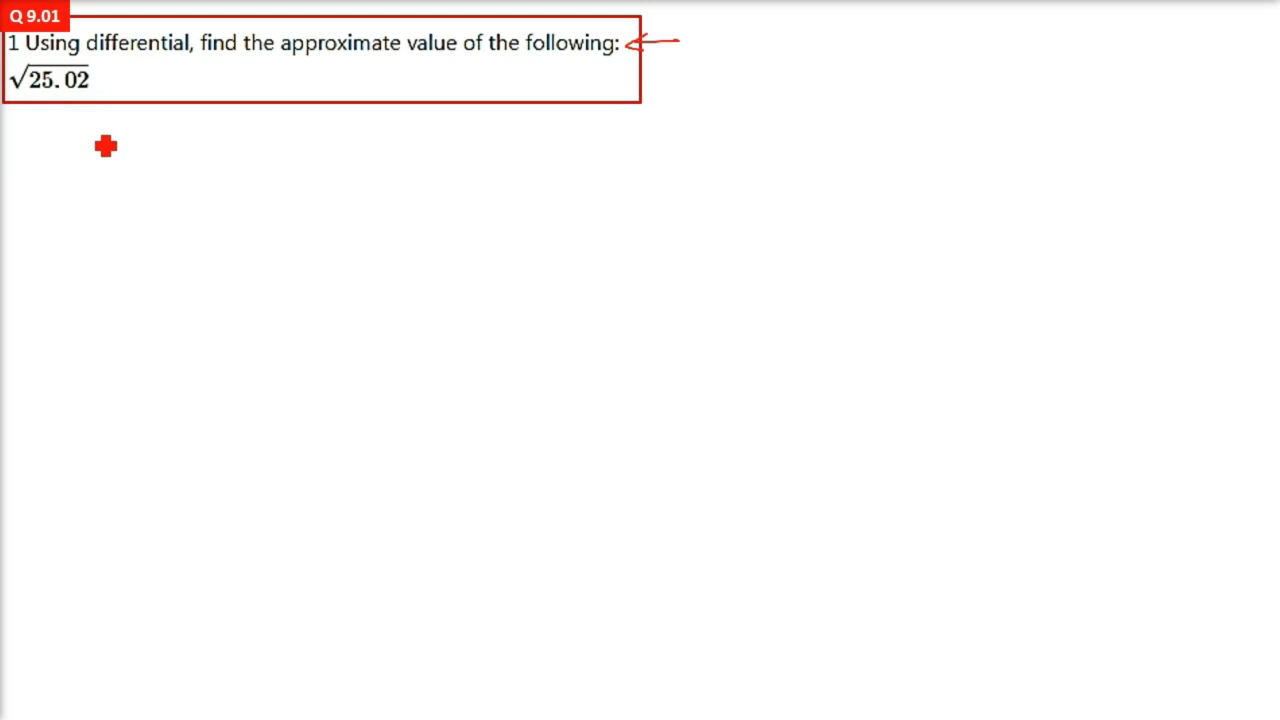 Q 9.01
1 Using differential, find the approximate value of the following:
√25.02